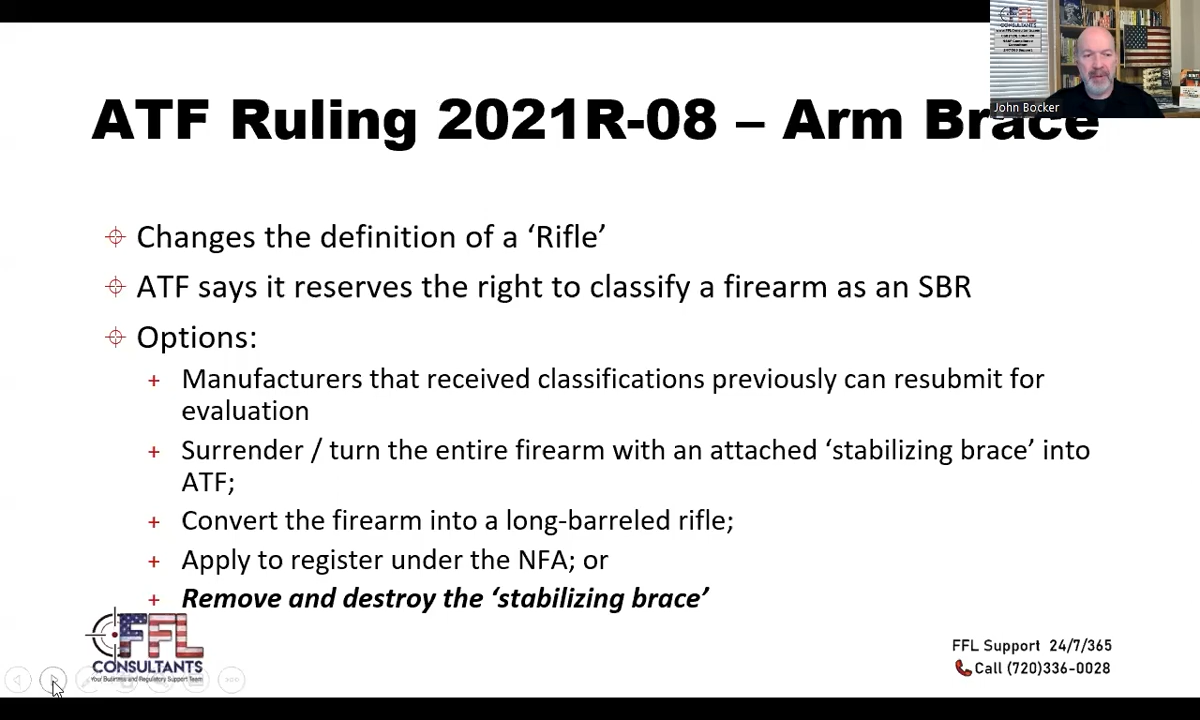 ATF Ruling 2021R-08 – Arm Brace
FFL
CONSULTANTS
John Bocker
Changes the definition of a ‘Rifle’
ATF says it reserves the right to classify a firearm as an SBR
Options:
+ Manufacturers that received classifications previously can resubmit for
evaluation
+ Surrender / turn the entire firearm with an attached ‘stabilizing brace’ into
ATF;
+ Convert the firearm into a long-barreled rifle;
+ Apply to register under the NFA; or
+ Remove and destroy the ‘stabilizing brace’
FFL
CONSULTANTS
Your Business and Regulatory Support Team
FFL Support 24/7/365
Call (720)336-0028